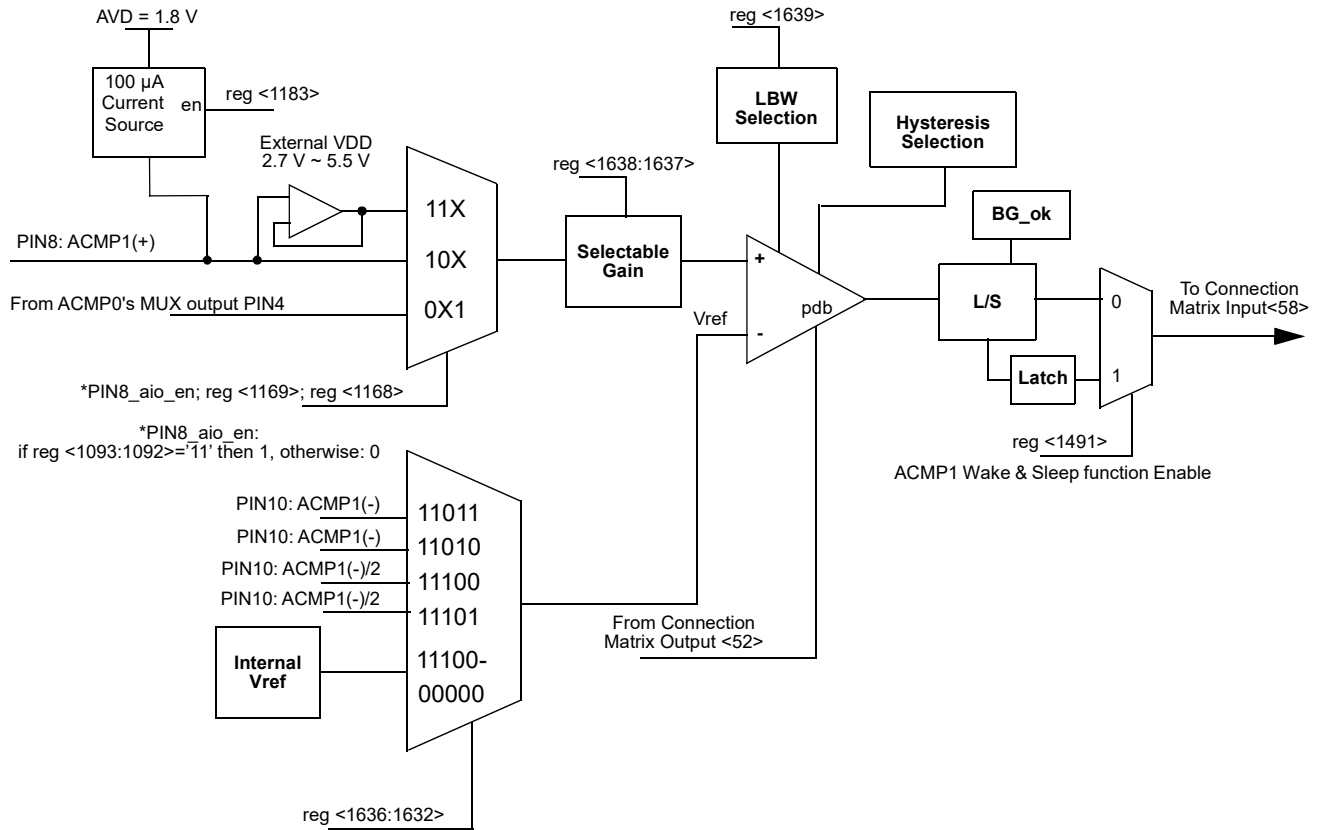 AVD = 1.8 V
reg <1639>
100 µA
Current
Source
en
reg <1183>
LBW
Selection
Hysteresis
Selection
External VDD
2.7 V ~ 5.5 V
reg <1638:1637>
11X
BG_ok
PIN8: ACMP1(+)
10X
Selectable
Gain
+
To Connection
Matrix Input<58>
From ACMP0's MUX output PIN4
0X1
L/S
0
pdb
Vref
-
Latch
1
*PIN8_aio_en; reg <1169>; reg <1168>
*PIN8_aio_en:
if reg <1093:1092>='11' then 1, otherwise: 0
reg <1491>
ACMP1 Wake & Sleep function Enable
PIN10: ACMP1(-)
11011
PIN10: ACMP1(-)
11010
PIN10: ACMP1(-)/2
11100
PIN10: ACMP1(-)/2
11101
From Connection
Matrix Output <52>
Internal
Vref
11100-
00000
reg <1636:1632>